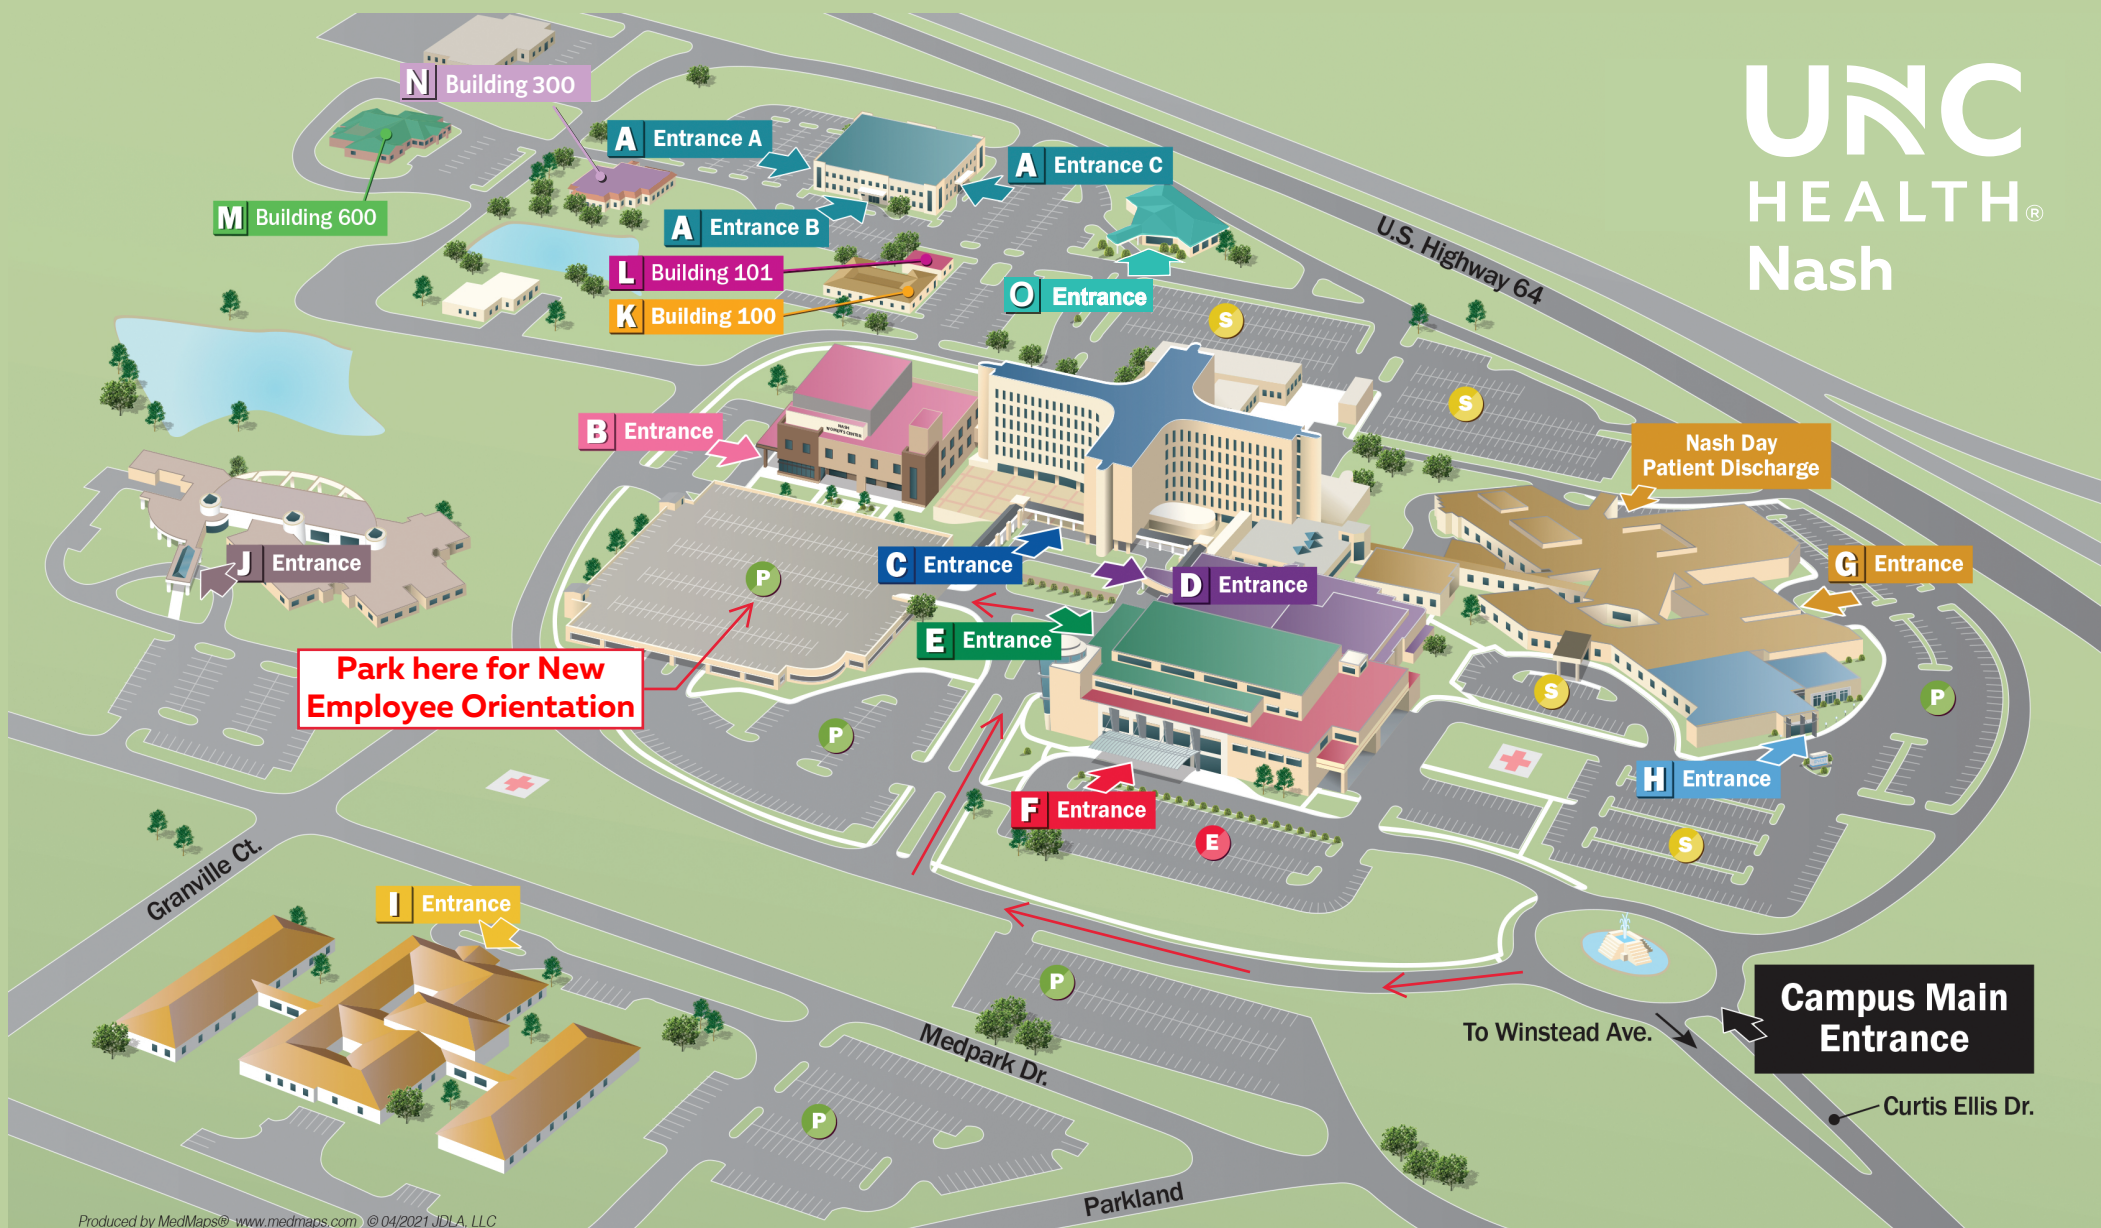 UNC
HEALTH®
Nash
N Building 300
A Entrance A
A Entrance C
M Building 600
A Entrance B
U.S. Highway 64
L Building 101
O Entrance
K Building 100
S
S
B Entrance
NASH
WOMEN'S CENTER
Nash Day
Patient Discharge
J Entrance
C Entrance
G Entrance
P
D Entrance
E Entrance
Park here for New
Employee Orientation
S
P
P
H Entrance
F Entrance
E
S
Granville Ct.
I Entrance
P
Campus Main
Entrance
To Winstead Ave.
Medpark Dr.
Curtis Ellis Dr.
P
Parkland
Produced by MedMaps® www.medmaps.com © 04/2021 JDLA, LLC